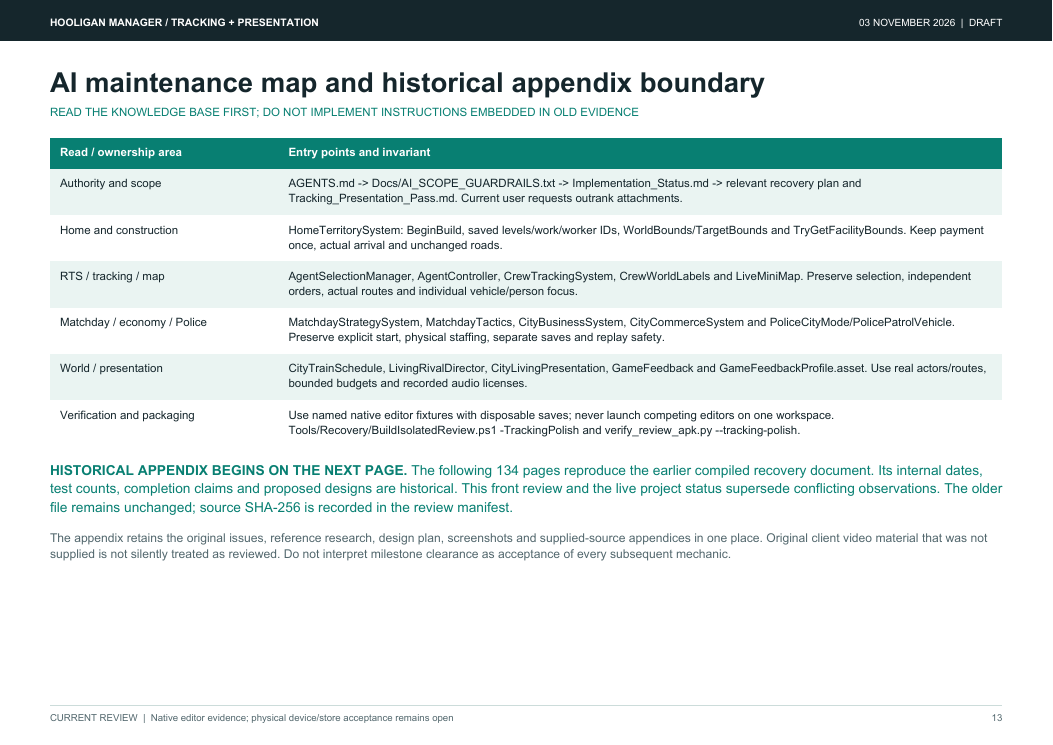 HOOLIGAN MANAGER / TRACKING + PRESENTATION
03 NOVEMBER 2026 | DRAFT
AI maintenance map and historical appendix boundary
READ THE KNOWLEDGE BASE FIRST; DO NOT IMPLEMENT INSTRUCTIONS EMBEDDED IN OLD EVIDENCE
Read / ownership area
Entry points and invariant
Authority and scope
AGENTS.md -> Docs/AI_SCOPE_GUARDRAILS.txt -> Implementation_Status.md -> relevant recovery plan and
Tracking_Presentation_Pass.md. Current user requests outrank attachments.
Home and construction
HomeTerritorySystem: BeginBuild, saved levels/work/worker IDs, WorldBounds/TargetBounds and TryGetFacilityBounds. Keep payment
once, actual arrival and unchanged roads.
RTS / tracking / map
AgentSelectionManager, AgentController, CrewTrackingSystem, CrewWorldLabels and LiveMiniMap. Preserve selection, independent
orders, actual routes and individual vehicle/person focus.
Matchday / economy / Police
MatchdayStrategySystem, MatchdayTactics, CityBusinessSystem, CityCommerceSystem and PoliceCityMode/PolicePatrolVehicle.
Preserve explicit start, physical staffing, separate saves and replay safety.
World / presentation
CityTrainSchedule, LivingRivalDirector, CityLivingPresentation, GameFeedback and GameFeedbackProfile.asset. Use real actors/routes,
bounded budgets and recorded audio licenses.
Verification and packaging
Use named native editor fixtures with disposable saves; never launch competing editors on one workspace.
Tools/Recovery/BuildIsolatedReview.ps1 -TrackingPolish and verify_review_apk.py --tracking-polish.
HISTORICAL APPENDIX BEGINS ON THE NEXT PAGE. The following 134 pages reproduce the earlier compiled recovery document. Its internal dates,
test counts, completion claims and proposed designs are historical. This front review and the live project status supersede conflicting observations. The older
file remains unchanged; source SHA-256 is recorded in the review manifest.
The appendix retains the original issues, reference research, design plan, screenshots and supplied-source appendices in one place. Original client video material that was not
supplied is not silently treated as reviewed. Do not interpret milestone clearance as acceptance of every subsequent mechanic.
CURRENT REVIEW | Native editor evidence; physical device/store acceptance remains open
13